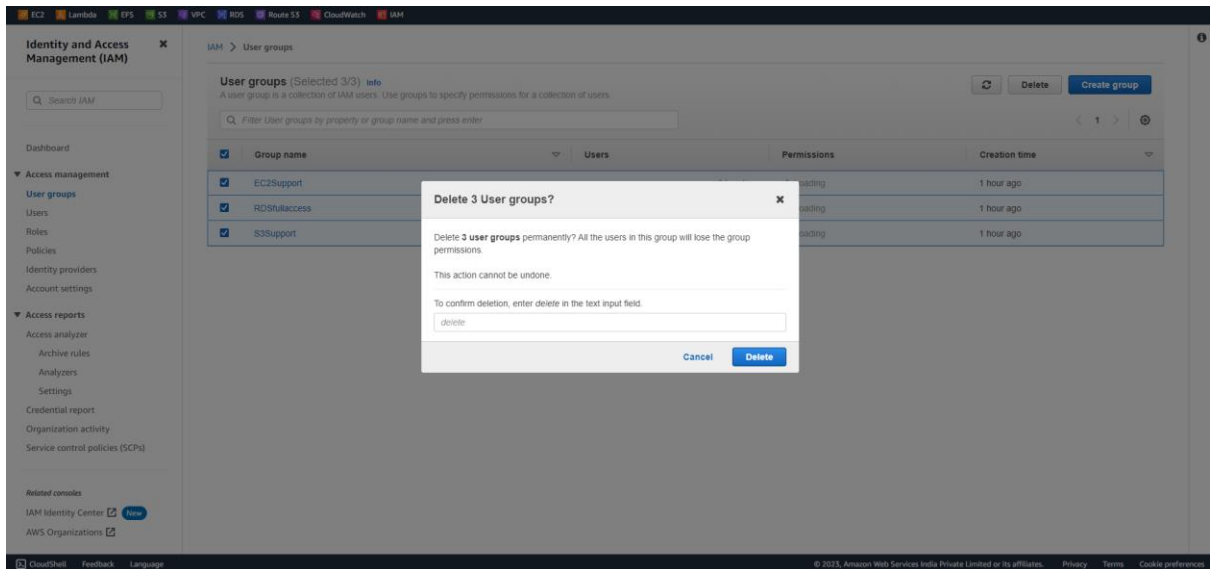 EC2 Lambda EFS S3 VPC RDS Route 53 CloudWatch IAM
Identity and Access Management (IAM)
Search IAM
Dashboard
Access management
User groups
Users
Roles
Policies
Identity providers
Account settings
Access reports
Access analyzer
Archive rules
Analyzers
Settings
Credential report
Organization activity
Service control policies (SCPs)
Related consoles
IAM Identity Center New
AWS Organizations
IAM > User groups
User groups (Selected 3/3) Info
A user group is a collection of IAM users. Use groups to specify permissions for a collection of users.
Delete Create group
Filter User groups by property or group name and press enter
1
Group name Users Permissions Creation time
EC2Support 1 hour ago
RDSfullaccess 1 hour ago
S3Support 1 hour ago
Delete 3 User groups?
Delete 3 user groups permanently? All the users in this group will lose the group
permissions.
This action cannot be undone.
To confirm deletion, enter delete in the text input field.
delete
Cancel Delete
CloudShell Feedback Language © 2023, Amazon Web Services India Private Limited or its affiliates. Privacy Terms Cookie preferences